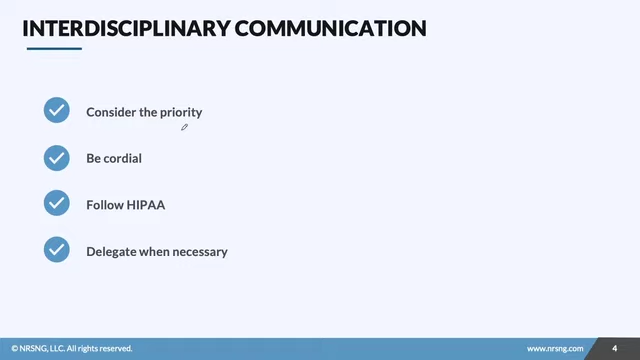 INTERDISCIPLINARY COMMUNICATION
Consider the priority
Be cordial
Follow HIPAA
Delegate when necessary
© NRSNG, LLC. All rights reserved.
www.nrsng.com
4